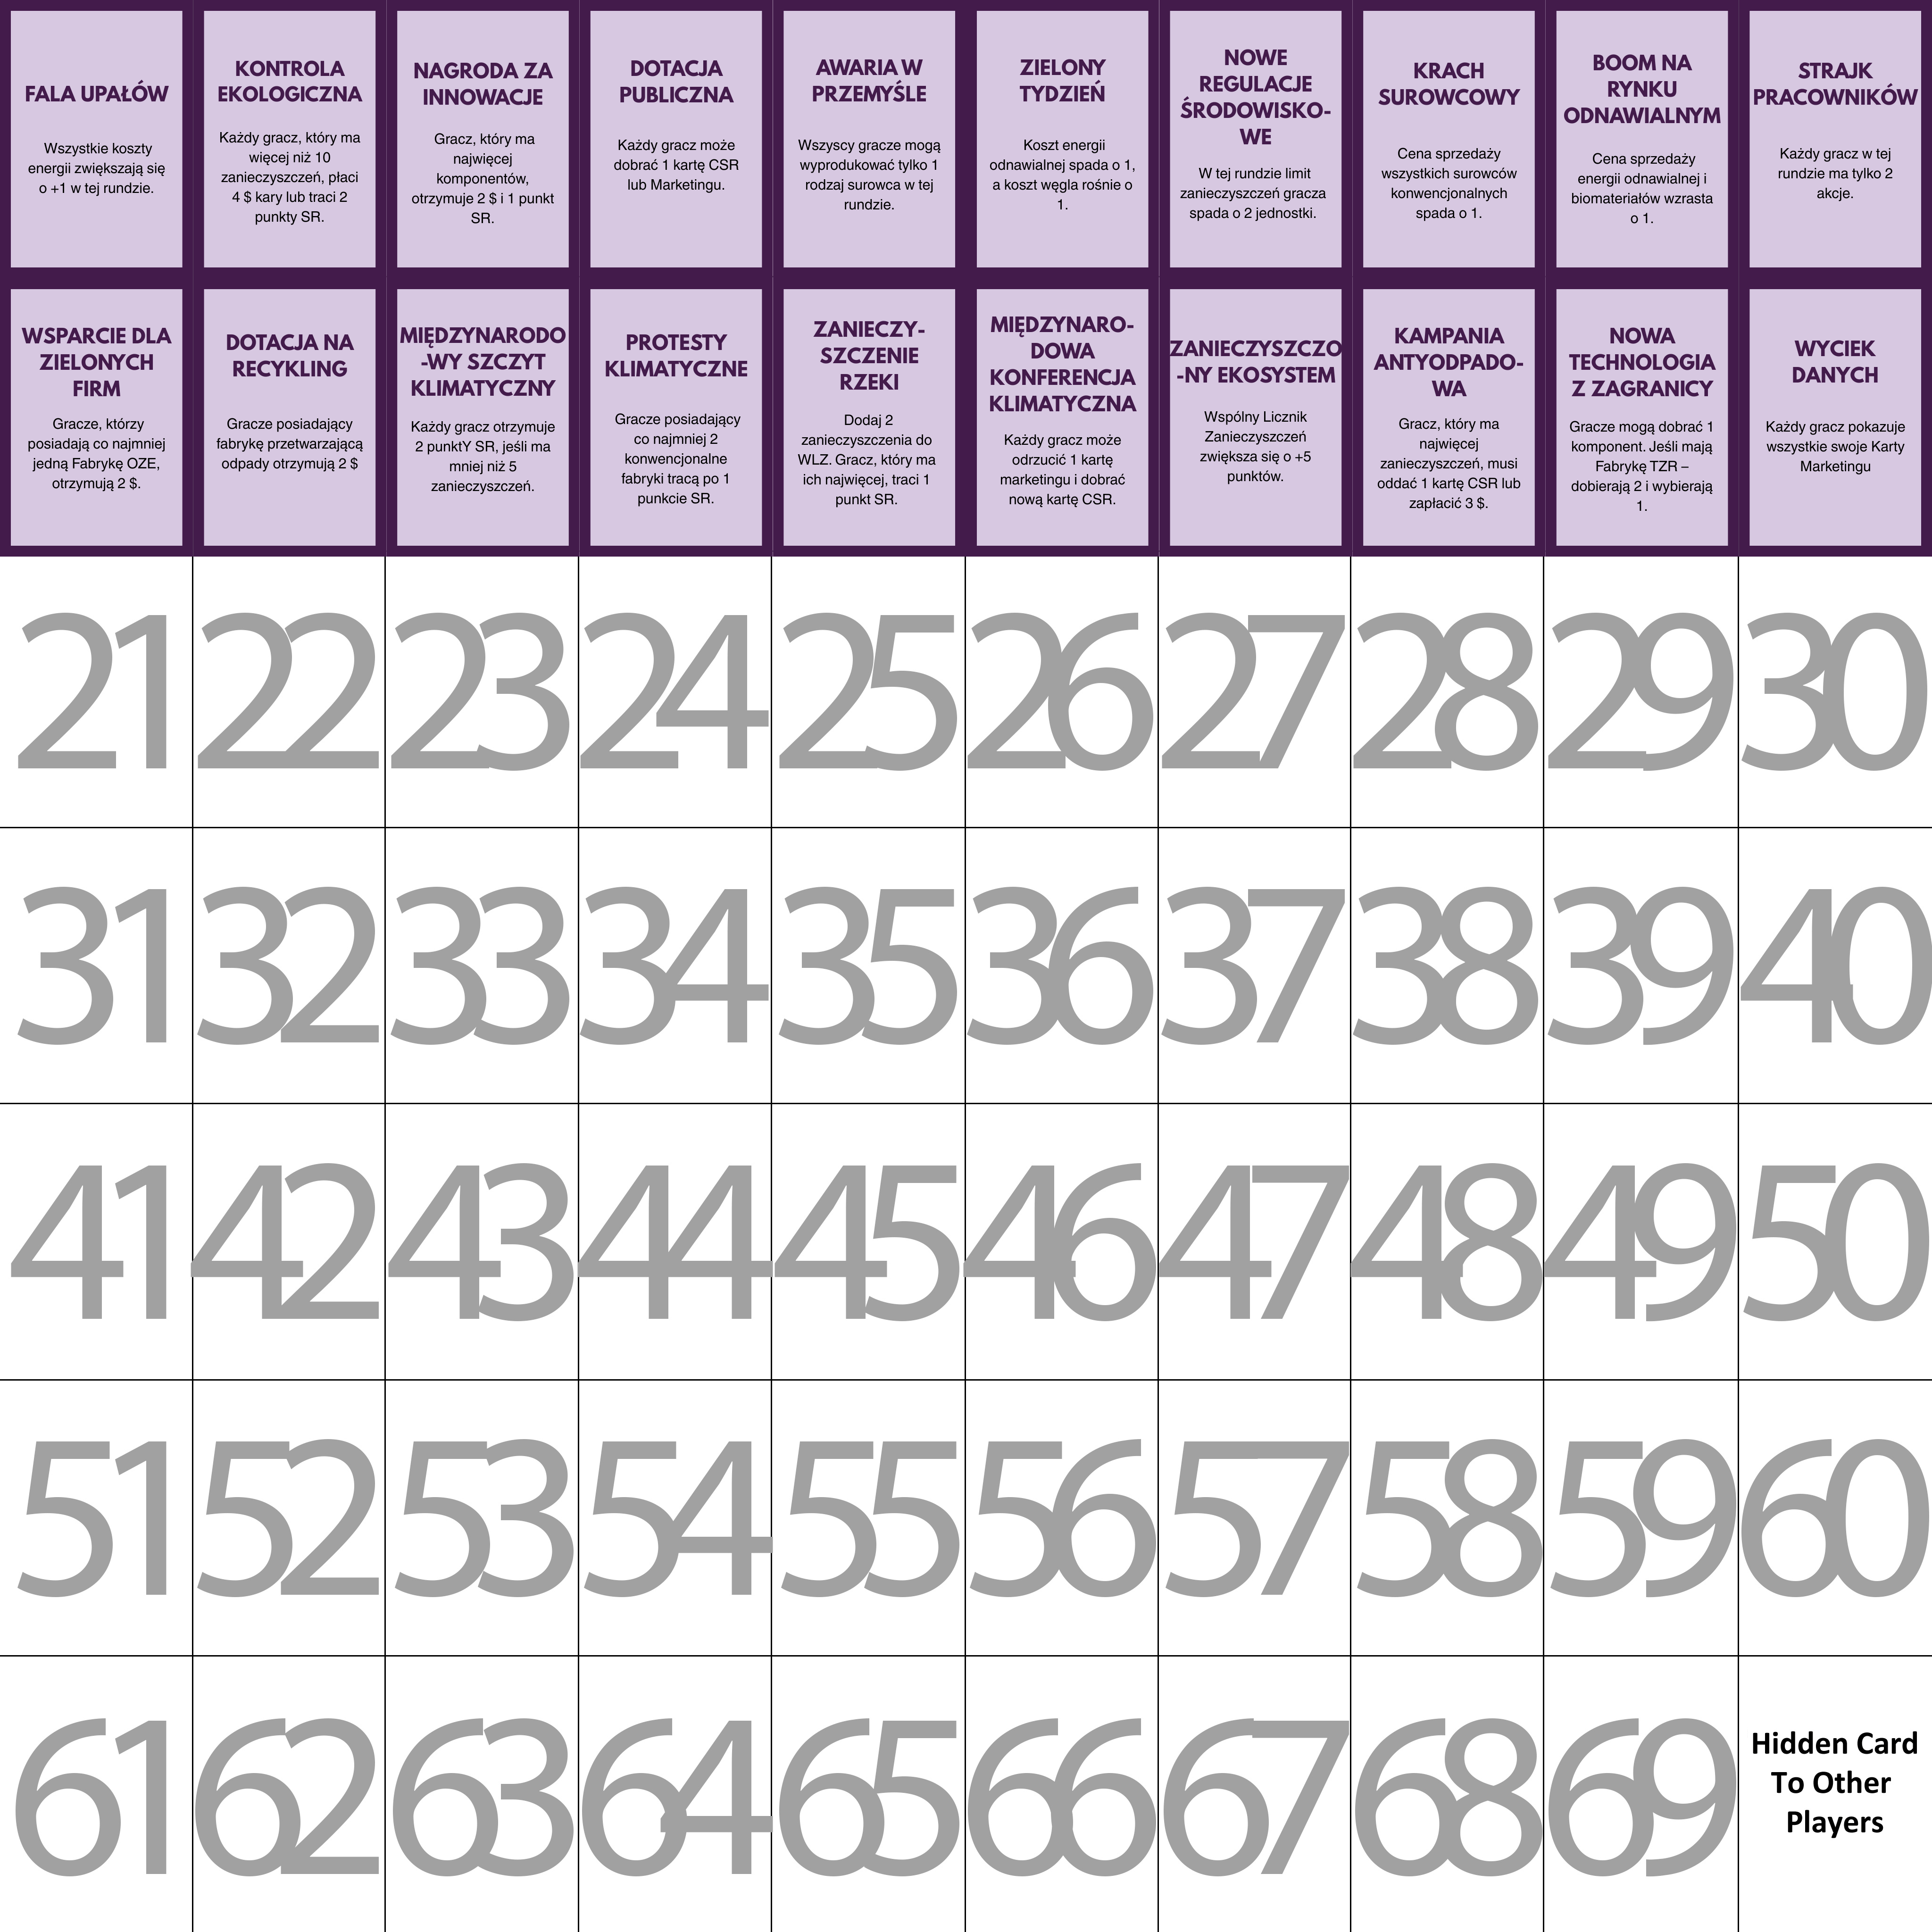 FALA UPAŁÓW
Wszystkie koszty
energii zwiększają się
o +1 w tej rundzie.
KONTROLA
EKOLOGICZNA
Każdy gracz, który ma
więcej niż 10
zanieczyszczeń, płaci
4 $ kary lub traci 2
punkty SR.
NAGRODA ZA
INNOWACJE
Gracz, który ma
najwięcej
komponentów,
otrzymuje 2 $ i 1 punkt
SR.
DOTACJA
PUBLICZNA
Każdy gracz może
dobrać 1 kartę CSR
lub Marketingu.
AWARIA W
PRZEMYŚLE
Wszyscy gracze mogą
wyprodukować tylko 1
rodzaj surowca w tej
rundzie.
ZIELONY
TYDZIEŃ
Koszt energii
odnawialnej spada o 1,
a koszt węgla rośnie o
1.
NOWE
REGULACJE
ŚRODOWISKO-
WE
W tej rundzie limit
zanieczyszczeń gracza
spada o 2 jednostki.
KRACH
SUROWCOWY
Cena sprzedaży
wszystkich surowców
konwencjonalnych
spada o 1.
BOOM NA
RYNKU
ODNAWIALNYM
Cena sprzedaży
energii odnawialnej i
biomateriałów wzrasta
o 1.
STRAJK
PRACOWNIKÓW
Każdy gracz w tej
rundzie ma tylko 2
akcje.
WSPARCIE DLA
ZIELONYCH
FIRM
Gracze, którzy
posiadają co najmniej
jedną Fabrykę OZE,
otrzymują 2 $.
DOTACJA NA
RECYKLING
Gracze posiadający
fabrykę przetwarzającą
odpady otrzymują 2 $
MIĘDZYNARODO
-WY SZCZYT
KLIMATYCZNY
Każdy gracz otrzymuje
2 punktY SR, jeśli ma
mniej niż 5
zanieczyszczeń.
PROTESTY
KLIMATYCZNE
Gracze posiadający
co najmniej 2
konwencjonalne
fabryki tracą po 1
punkcie SR.
ZANIECZY-
SZCZENIE
RZEKI
Dodaj 2
zanieczyszczenia do
WLZ. Gracz, który ma
ich najwięcej, traci 1
punkt SR.
MIĘDZYNARO-
DOWA
KONFERENCJA
KLIMATYCZNA
Każdy gracz może
odrzucić 1 kartę
marketingu i dobrać
nową kartę CSR.
ZANIECZYSZCZO
-NY EKOSYSTEM
Wspólny Licznik
Zanieczyszczeń
zwiększa się o +5
punktów.
KAMPANIA
ANTYODPADO-
WA
Gracz, który ma
najwięcej
zanieczyszczeń, musi
oddać 1 kartę CSR lub
zapłacić 3 $.
NOWA
TECHNOLOGIA
Z ZAGRANICY
Gracze mogą dobrać 1
komponent. Jeśli mają
Fabrykę TZR –
dobierają 2 i wybierają
1.
WYCIEK
DANYCH
Każdy gracz pokazuje
wszystkie swoje Karty
Marketingu
21 22 23 24 25 26 27 28 29 30
31 32 33 34 35 36 37 38 39 40
41 42 43 44 45 46 47 48 49 50
51 52 53 54 55 56 57 58 59 60
61 62 63 64 65 66 67 68 69
Hidden Card
To Other
Players